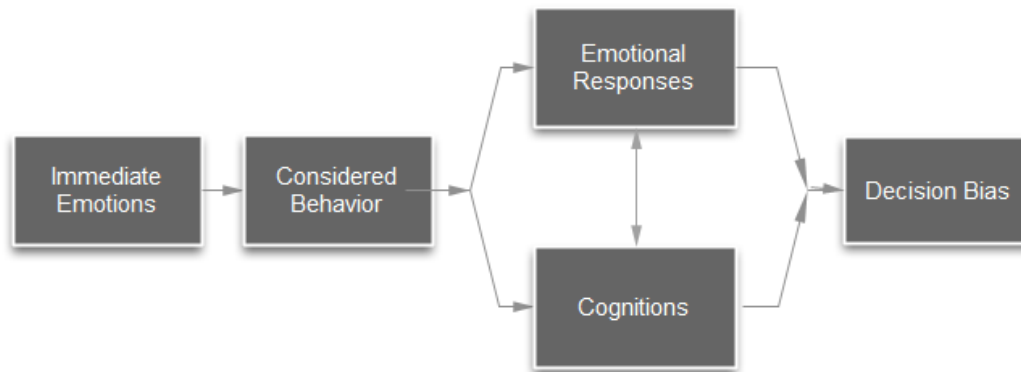 Immediate
Emotions
Considered
Behavior
Emotional
Responses
Cognitions
Decision Bias